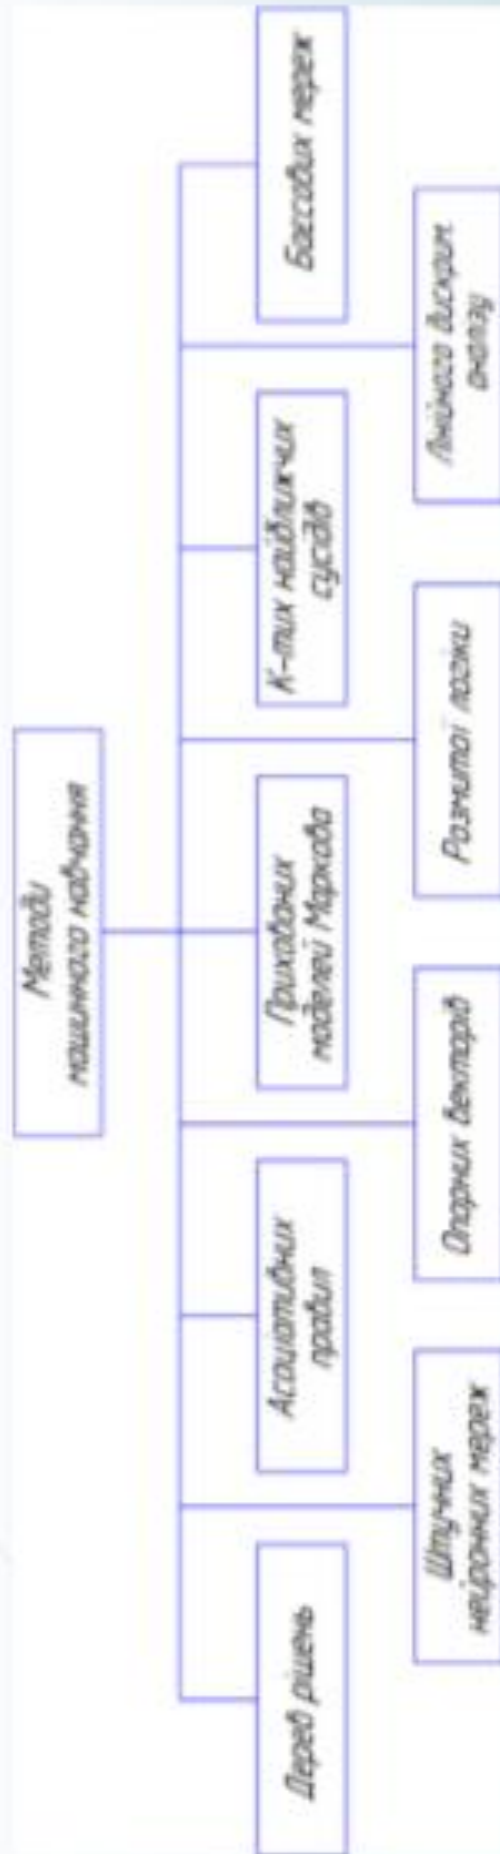 Методи
машинного навчання
Дерев рішень
Асоціативних
правил
Прихованих
моделей Маркова
К-тих найближчих
сусідів
Баєсових мереж
Штучних
нейронних мереж
Опорних векторів
Розмитої логіки
Лінійного дискрим.
аналізу